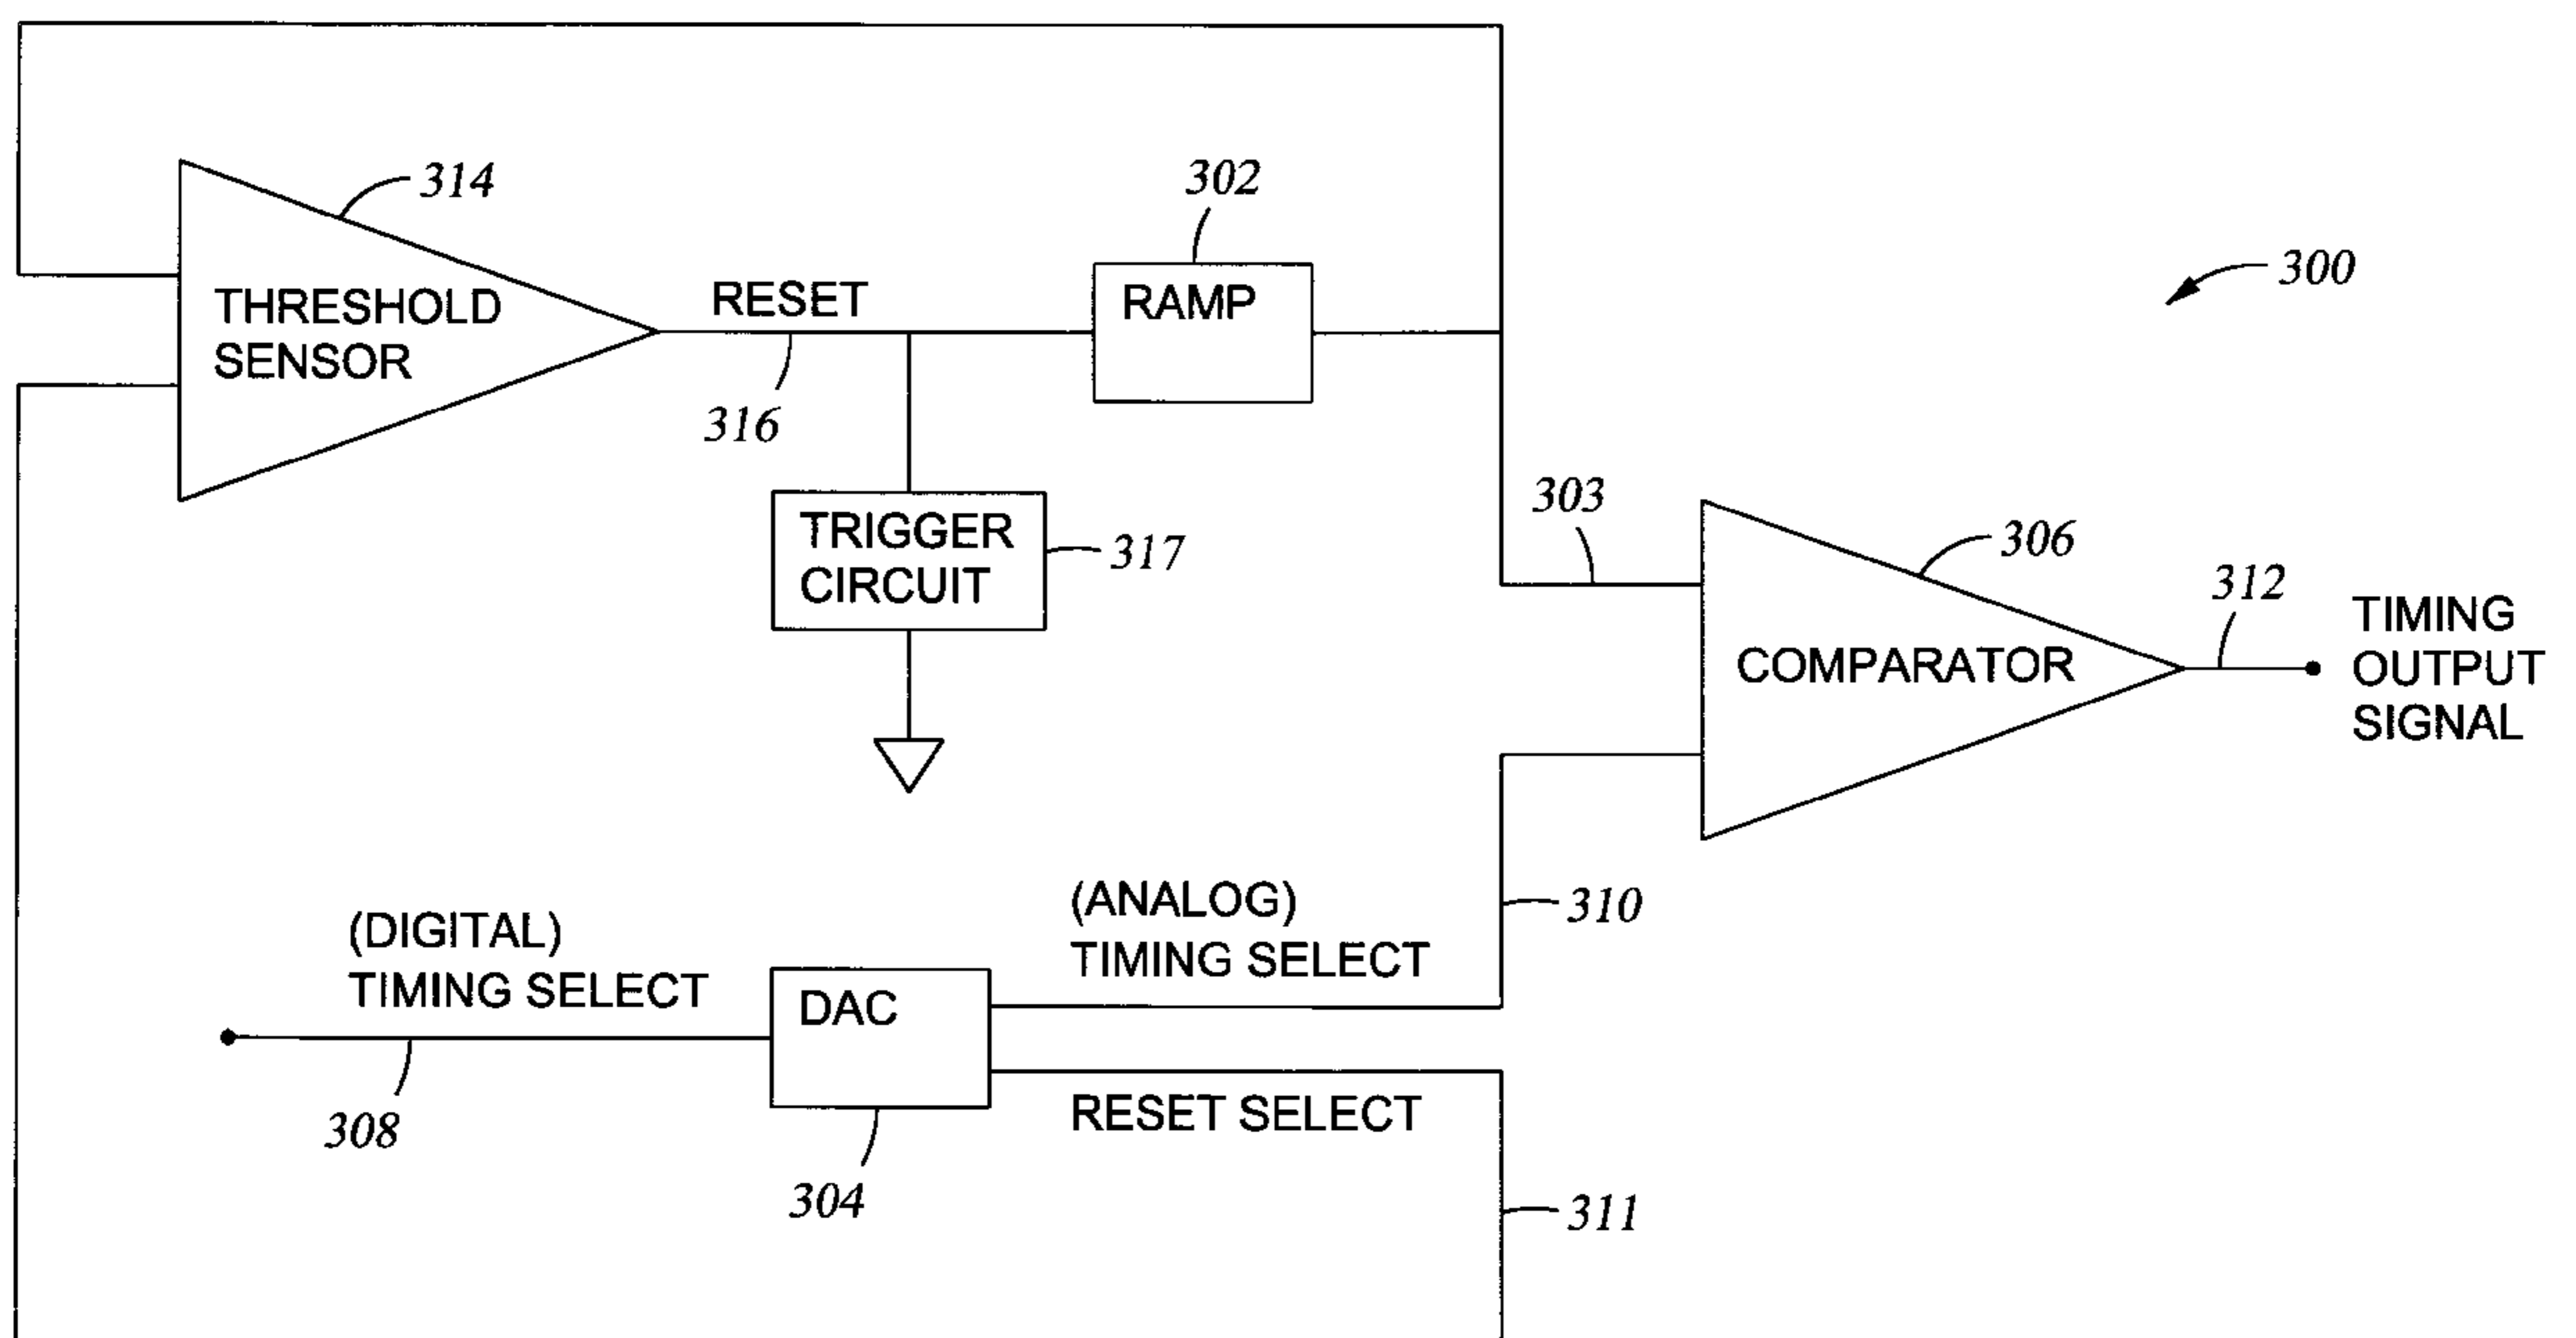 314
THRESHOLD
SENSOR
RESET
316
302
RAMP
300
TRIGGER
CIRCUIT
317
303
306
COMPARATOR
312
TIMING
OUTPUT
SIGNAL
(DIGITAL)
TIMING SELECT
308
DAC
304
(ANALOG)
TIMING SELECT
310
RESET SELECT
311